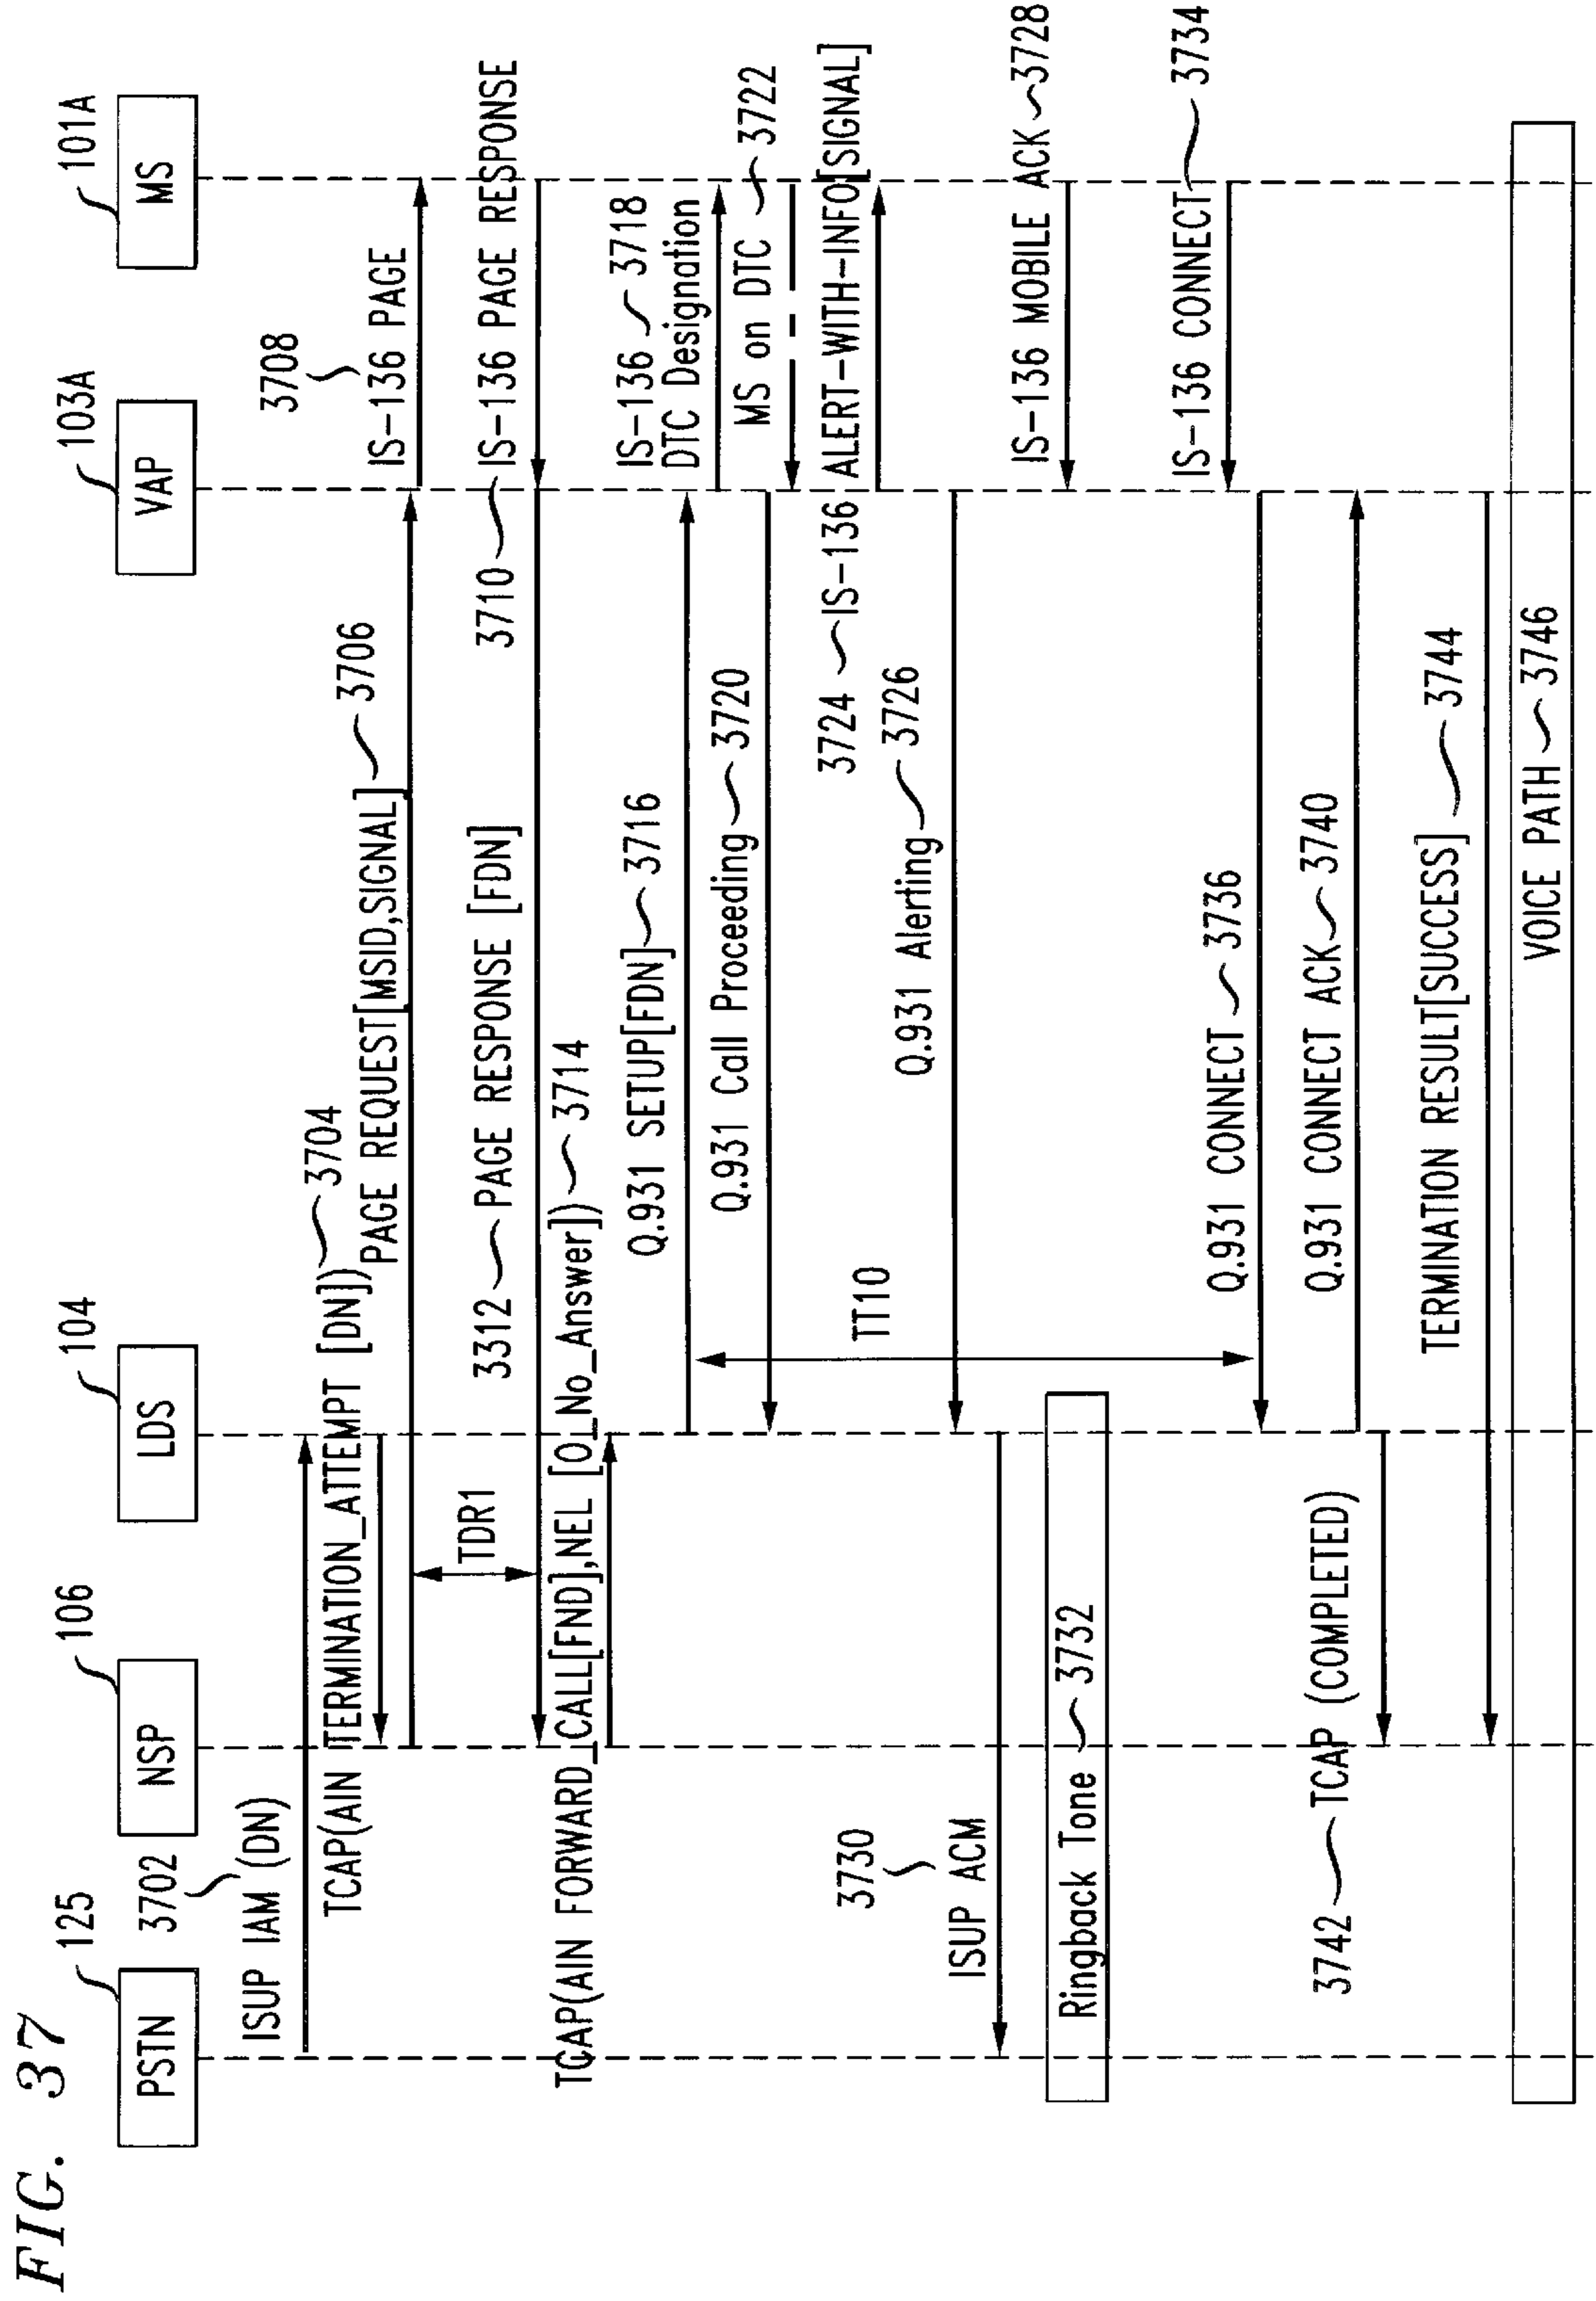 FIG. 37
PSTN
125
NSP
106
LDS
104
VAP
103A
MS
101A
3702
ISUP IAM (DN)
TCAP(AIN TERMINATION_ATTEMPT [DN])
3704
PAGE REQUEST[MSID,SIGNAL]
3706
3708
IS-136 PAGE
TDR1
3710
IS-136 PAGE RESPONSE
3312
PAGE RESPONSE [FDN]
TCAP(AIN FORWARD_CALL[FND],NEL [O_No_Answer])
3714
Q.931 SETUP[FDN]
3716
IS-136
3718
DTC Designation
Q.931 Call Proceeding
3720
MS on DTC
3722
3724
IS-136 ALERT-WITH-INFO[SIGNAL]
TT10
Q.931 Alerting
3726
3730
ISUP ACM
IS-136 MOBILE ACK
3728
Ringback Tone
3732
IS-136 CONNECT
3734
Q.931 CONNECT
3736
Q.931 CONNECT ACK
3740
3742
TCAP (COMPLETED)
TERMINATION RESULT[SUCCESS]
3744
VOICE PATH
3746